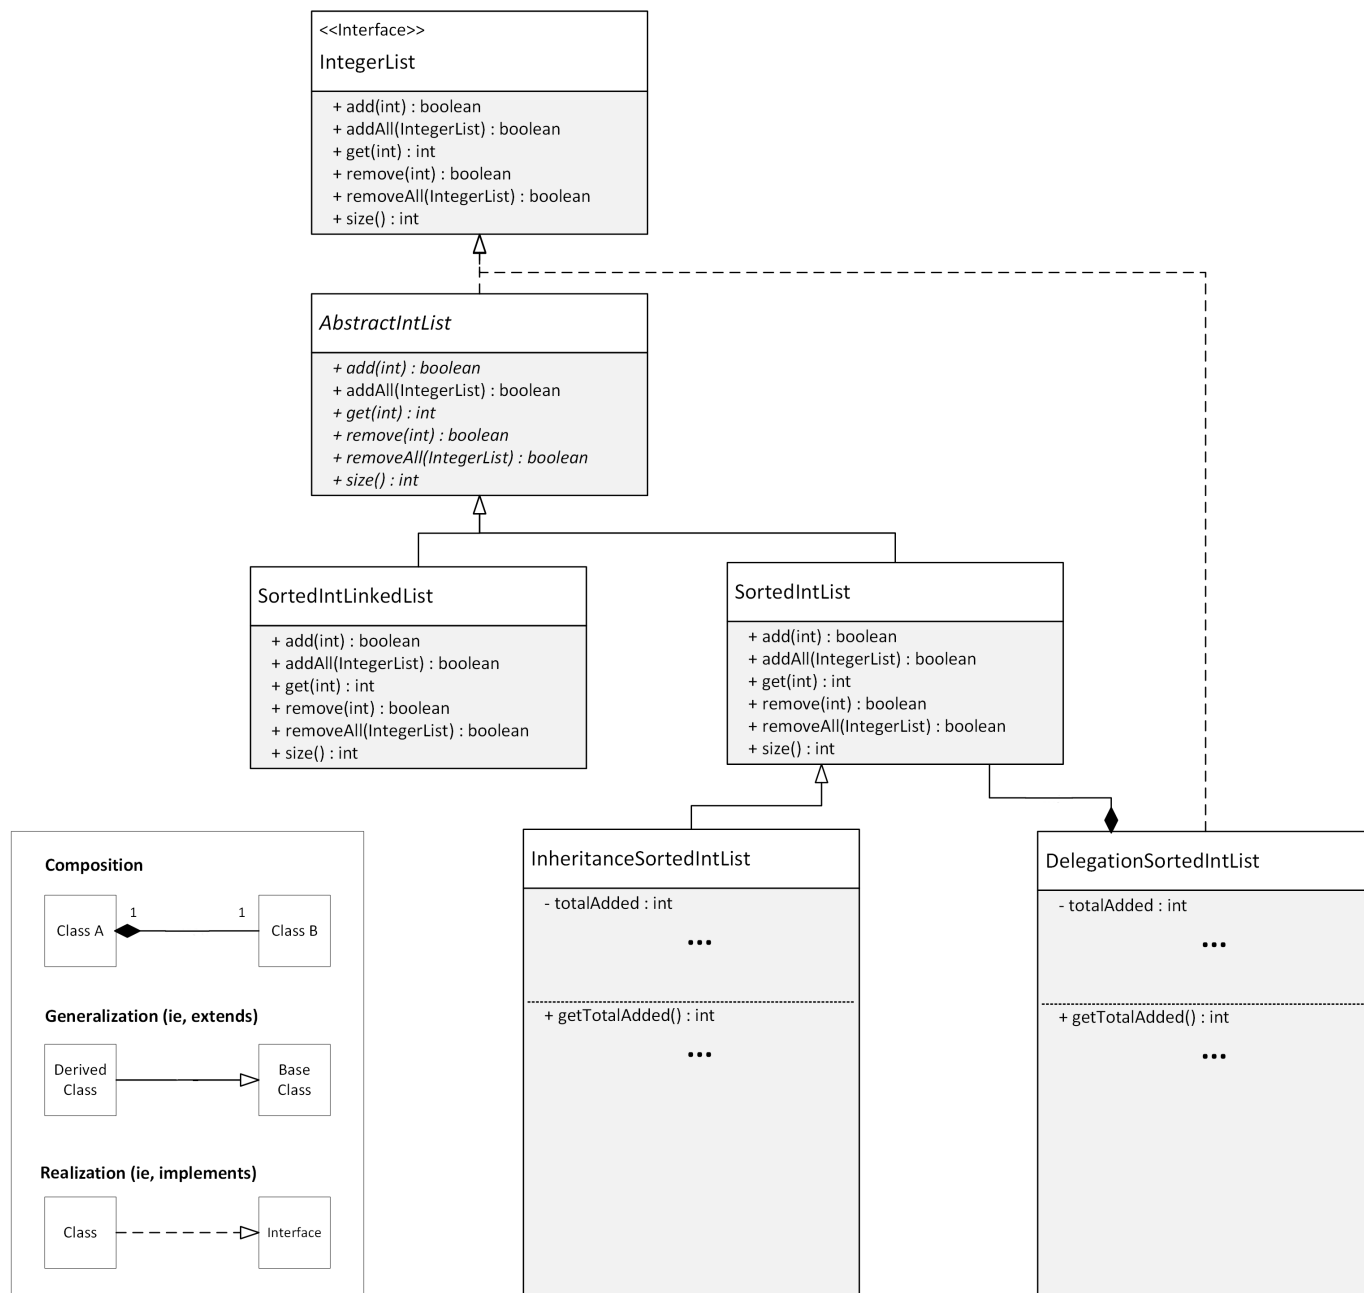 <<Interface>>
IntegerList
+ add(int) : boolean
+ addAll(IntegerList) : boolean
+ get(int) : int
+ remove(int) : boolean
+ removeAll(IntegerList) : boolean
+ size() : int
AbstractIntList
+ add(int) : boolean
+ addAll(IntegerList) : boolean
+ get(int) : int
+ remove(int) : boolean
+ removeAll(IntegerList) : boolean
+ size() : int
SortedIntLinkedList
+ add(int) : boolean
+ addAll(IntegerList) : boolean
+ get(int) : int
+ remove(int) : boolean
+ removeAll(IntegerList) : boolean
+ size() : int
SortedIntList
+ add(int) : boolean
+ addAll(IntegerList) : boolean
+ get(int) : int
+ remove(int) : boolean
+ removeAll(IntegerList) : boolean
+ size() : int
InheritanceSortedIntList
- totalAdded : int
...
+ getTotalAdded() : int
...
DelegationSortedIntList
- totalAdded : int
...
+ getTotalAdded() : int
...
Composition
Class A
1
1
Class B
Generalization (ie, extends)
Derived
Class
Base
Class
Realization (ie, implements)
Class
Interface